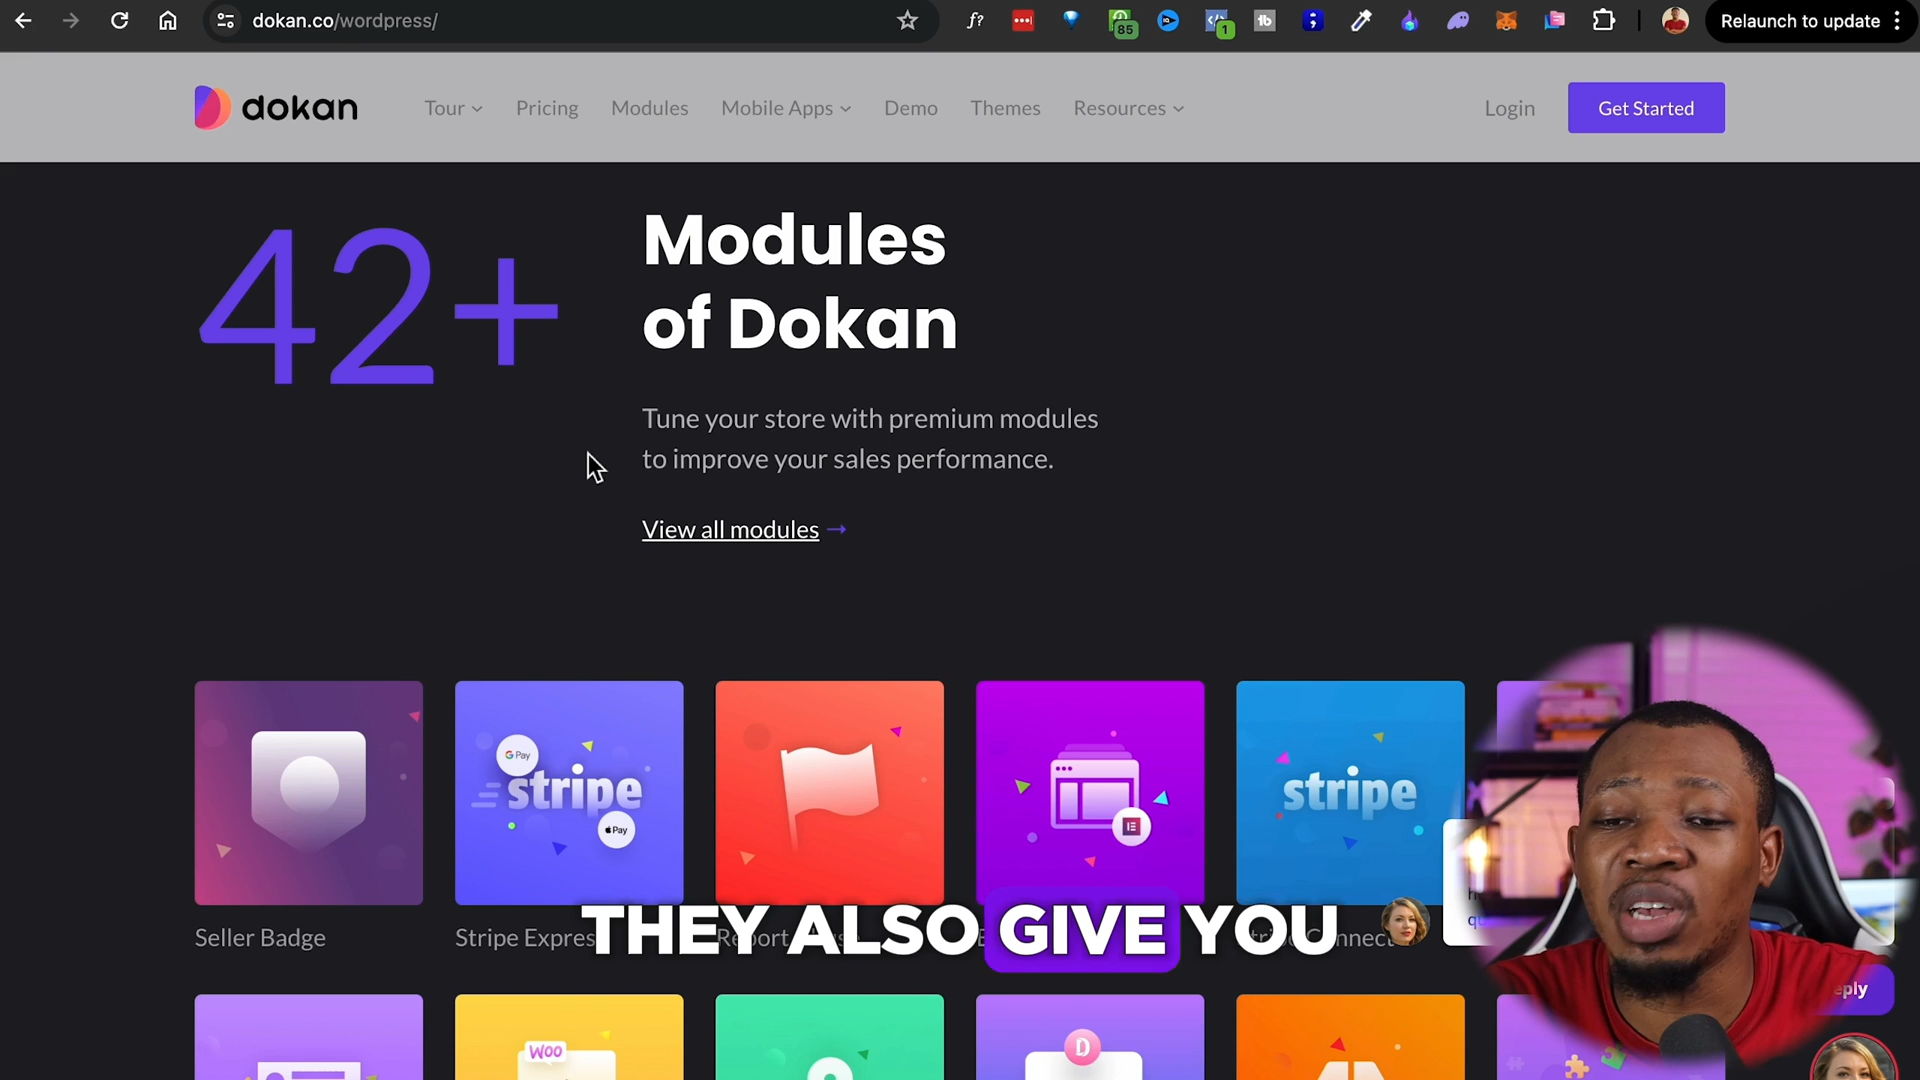 dokan.co/wordpress/
85
1
Relaunch to update
dokan
Tour
Pricing
Modules
Mobile Apps
Demo
Themes
Resources
Login
Get Started
42+
Modules
of Dokan
Tune your store with premium modules
to improve your sales performance.
View all modules →
G Pay
stripe
Pay
stripe
THEY ALSO GIVE YOU
Seller Badge
Woo
D